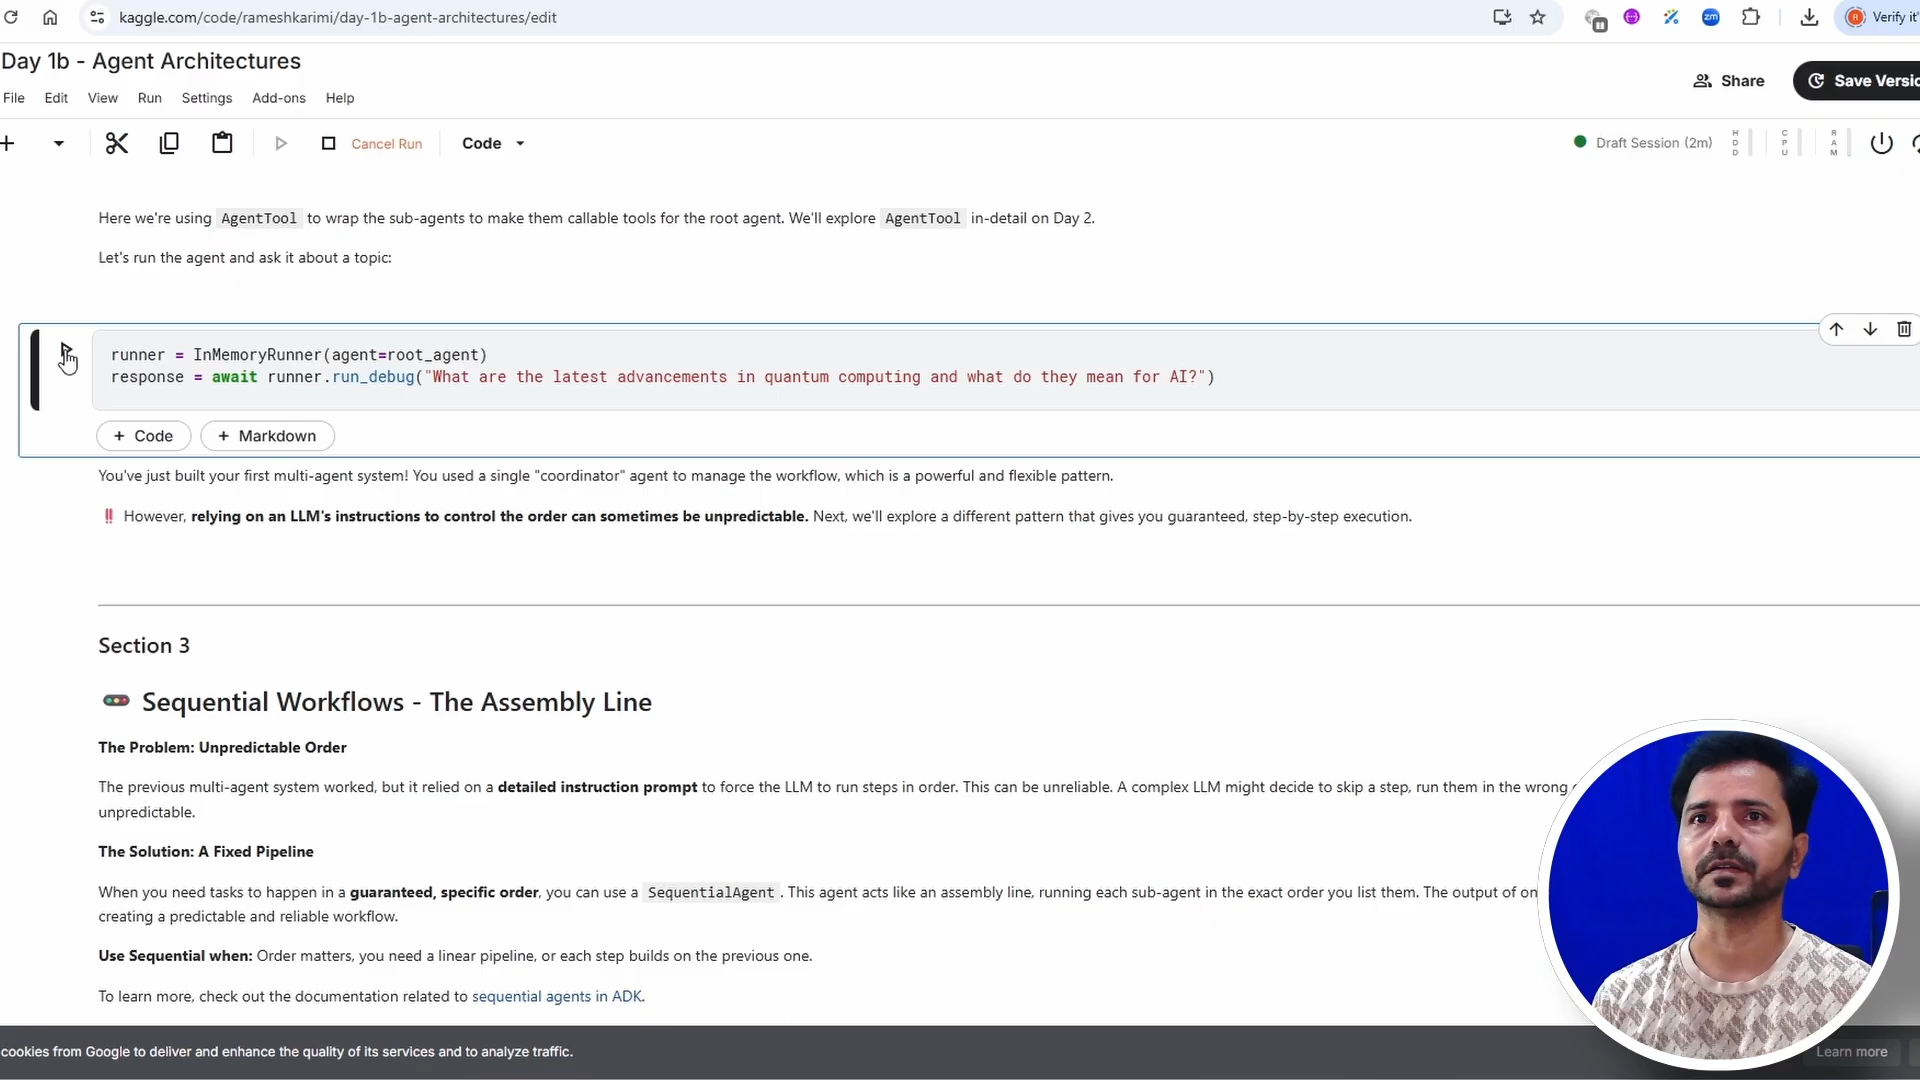 kaggle.com/code/rameshkarimi/day-1b-agent-architectures/edit
zm
R
Verify it'
Day 1b - Agent Architectures
File Edit View Run Settings Add-ons Help
Share
Save Versio
Cancel Run
Code
Draft Session (2m)
HDD
CPU
RAM
Here we're using AgentTool to wrap the sub-agents to make them callable tools for the root agent. We'll explore AgentTool in-detail on Day 2.
Let's run the agent and ask it about a topic:
runner = InMemoryRunner(agent=root_agent)
response = await runner.run_debug("What are the latest advancements in quantum computing and what do they mean for AI?")
+ Code
+ Markdown
You've just built your first multi-agent system! You used a single "coordinator" agent to manage the workflow, which is a powerful and flexible pattern.
‼️ However, relying on an LLM's instructions to control the order can sometimes be unpredictable. Next, we'll explore a different pattern that gives you guaranteed, step-by-step execution.
Section 3
🚥 Sequential Workflows - The Assembly Line
The Problem: Unpredictable Order
The previous multi-agent system worked, but it relied on a detailed instruction prompt to force the LLM to run steps in order. This can be unreliable. A complex LLM might decide to skip a step, run them in the wrong
unpredictable.
The Solution: A Fixed Pipeline
When you need tasks to happen in a guaranteed, specific order, you can use a SequentialAgent. This agent acts like an assembly line, running each sub-agent in the exact order you list them. The output of on
creating a predictable and reliable workflow.
Use Sequential when: Order matters, you need a linear pipeline, or each step builds on the previous one.
To learn more, check out the documentation related to sequential agents in ADK.
cookies from Google to deliver and enhance the quality of its services and to analyze traffic.
Learn more